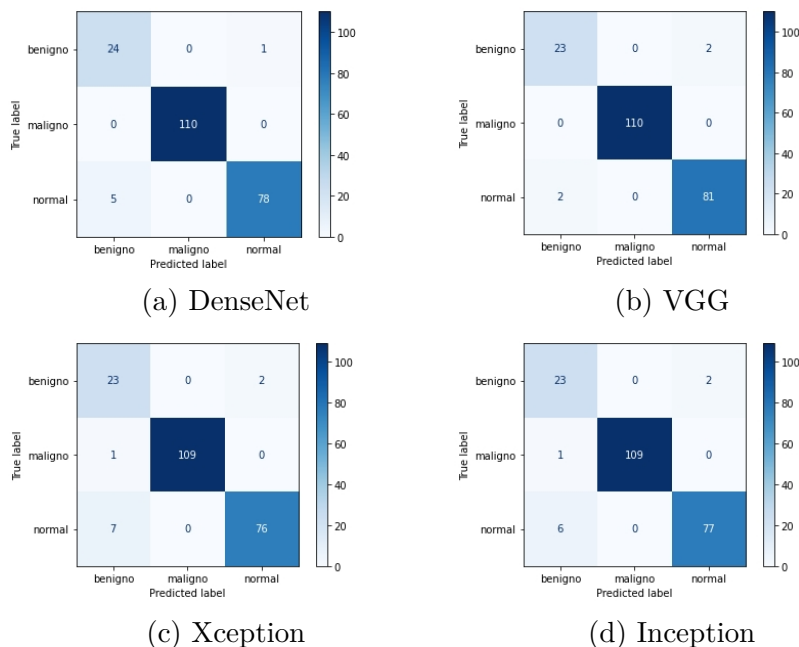 100
benigno 24 0 1
80
True label
maligno 0 110 0
60
40
normal 5 0 78
20
0
benigno maligno normal
Predicted label
(a) DenseNet
100
benigno 23 0 2
80
True label
maligno 0 110 0
60
40
normal 2 0 81
20
0
benigno maligno normal
Predicted label
(b) VGG
100
benigno 23 0 2
80
True label
maligno 1 109 0
60
40
normal 7 0 76
20
0
benigno maligno normal
Predicted label
(c) Xception
100
benigno 23 0 2
80
True label
maligno 1 109 0
60
40
normal 6 0 77
20
0
benigno maligno normal
Predicted label
(d) Inception